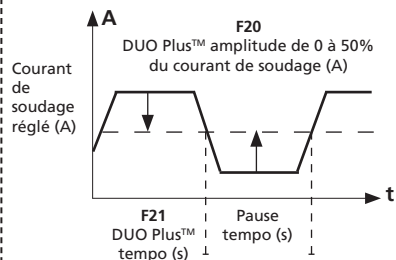 A
F20
DUO Plus™ amplitude de 0 à 50%
du courant de soudage (A)
Courant
de
soudage
réglé (A)
t
F21
DUO Plus™
tempo (s)
Pause
tempo (s)